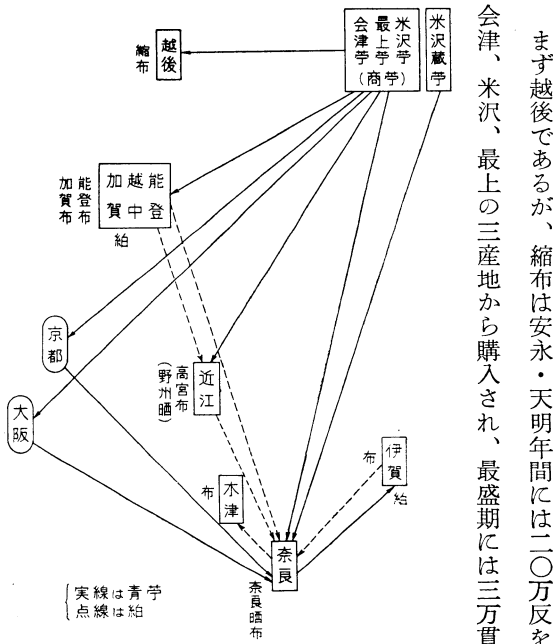 まず越後であるが、縮布は安永・天明年間には二〇万反を
会津、米沢、最上の三産地から購入され、最盛期には三万貫
米沢蔵苧
米沢苧
最上苧
会津苧
(商苧)
越後
縮布
能登
越中
加賀
能登布
加賀布
紿
京都
大阪
近江
高宮布
(野州晒)
伊賀
布
紿
木津
布
奈良
奈良晒布
実線は青苧
点線は紿